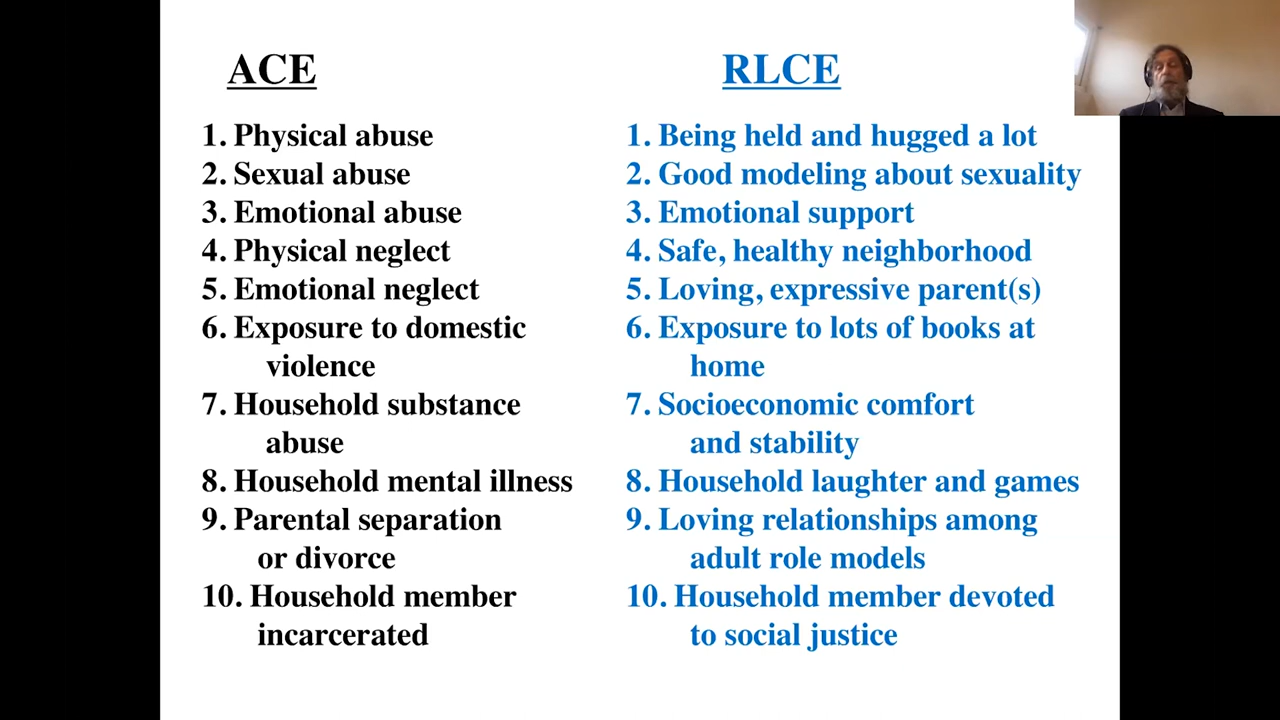 ACE
1. Physical abuse
2. Sexual abuse
3. Emotional abuse
4. Physical neglect
5. Emotional neglect
6. Exposure to domestic
violence
7. Household substance
abuse
8. Household mental illness
9. Parental separation
or divorce
10. Household member
incarcerated
RLCE
1. Being held and hugged a lot
2. Good modeling about sexuality
3. Emotional support
4. Safe, healthy neighborhood
5. Loving, expressive parent(s)
6. Exposure to lots of books at
home
7. Socioeconomic comfort
and stability
8. Household laughter and games
9. Loving relationships among
adult role models
10. Household member devoted
to social justice